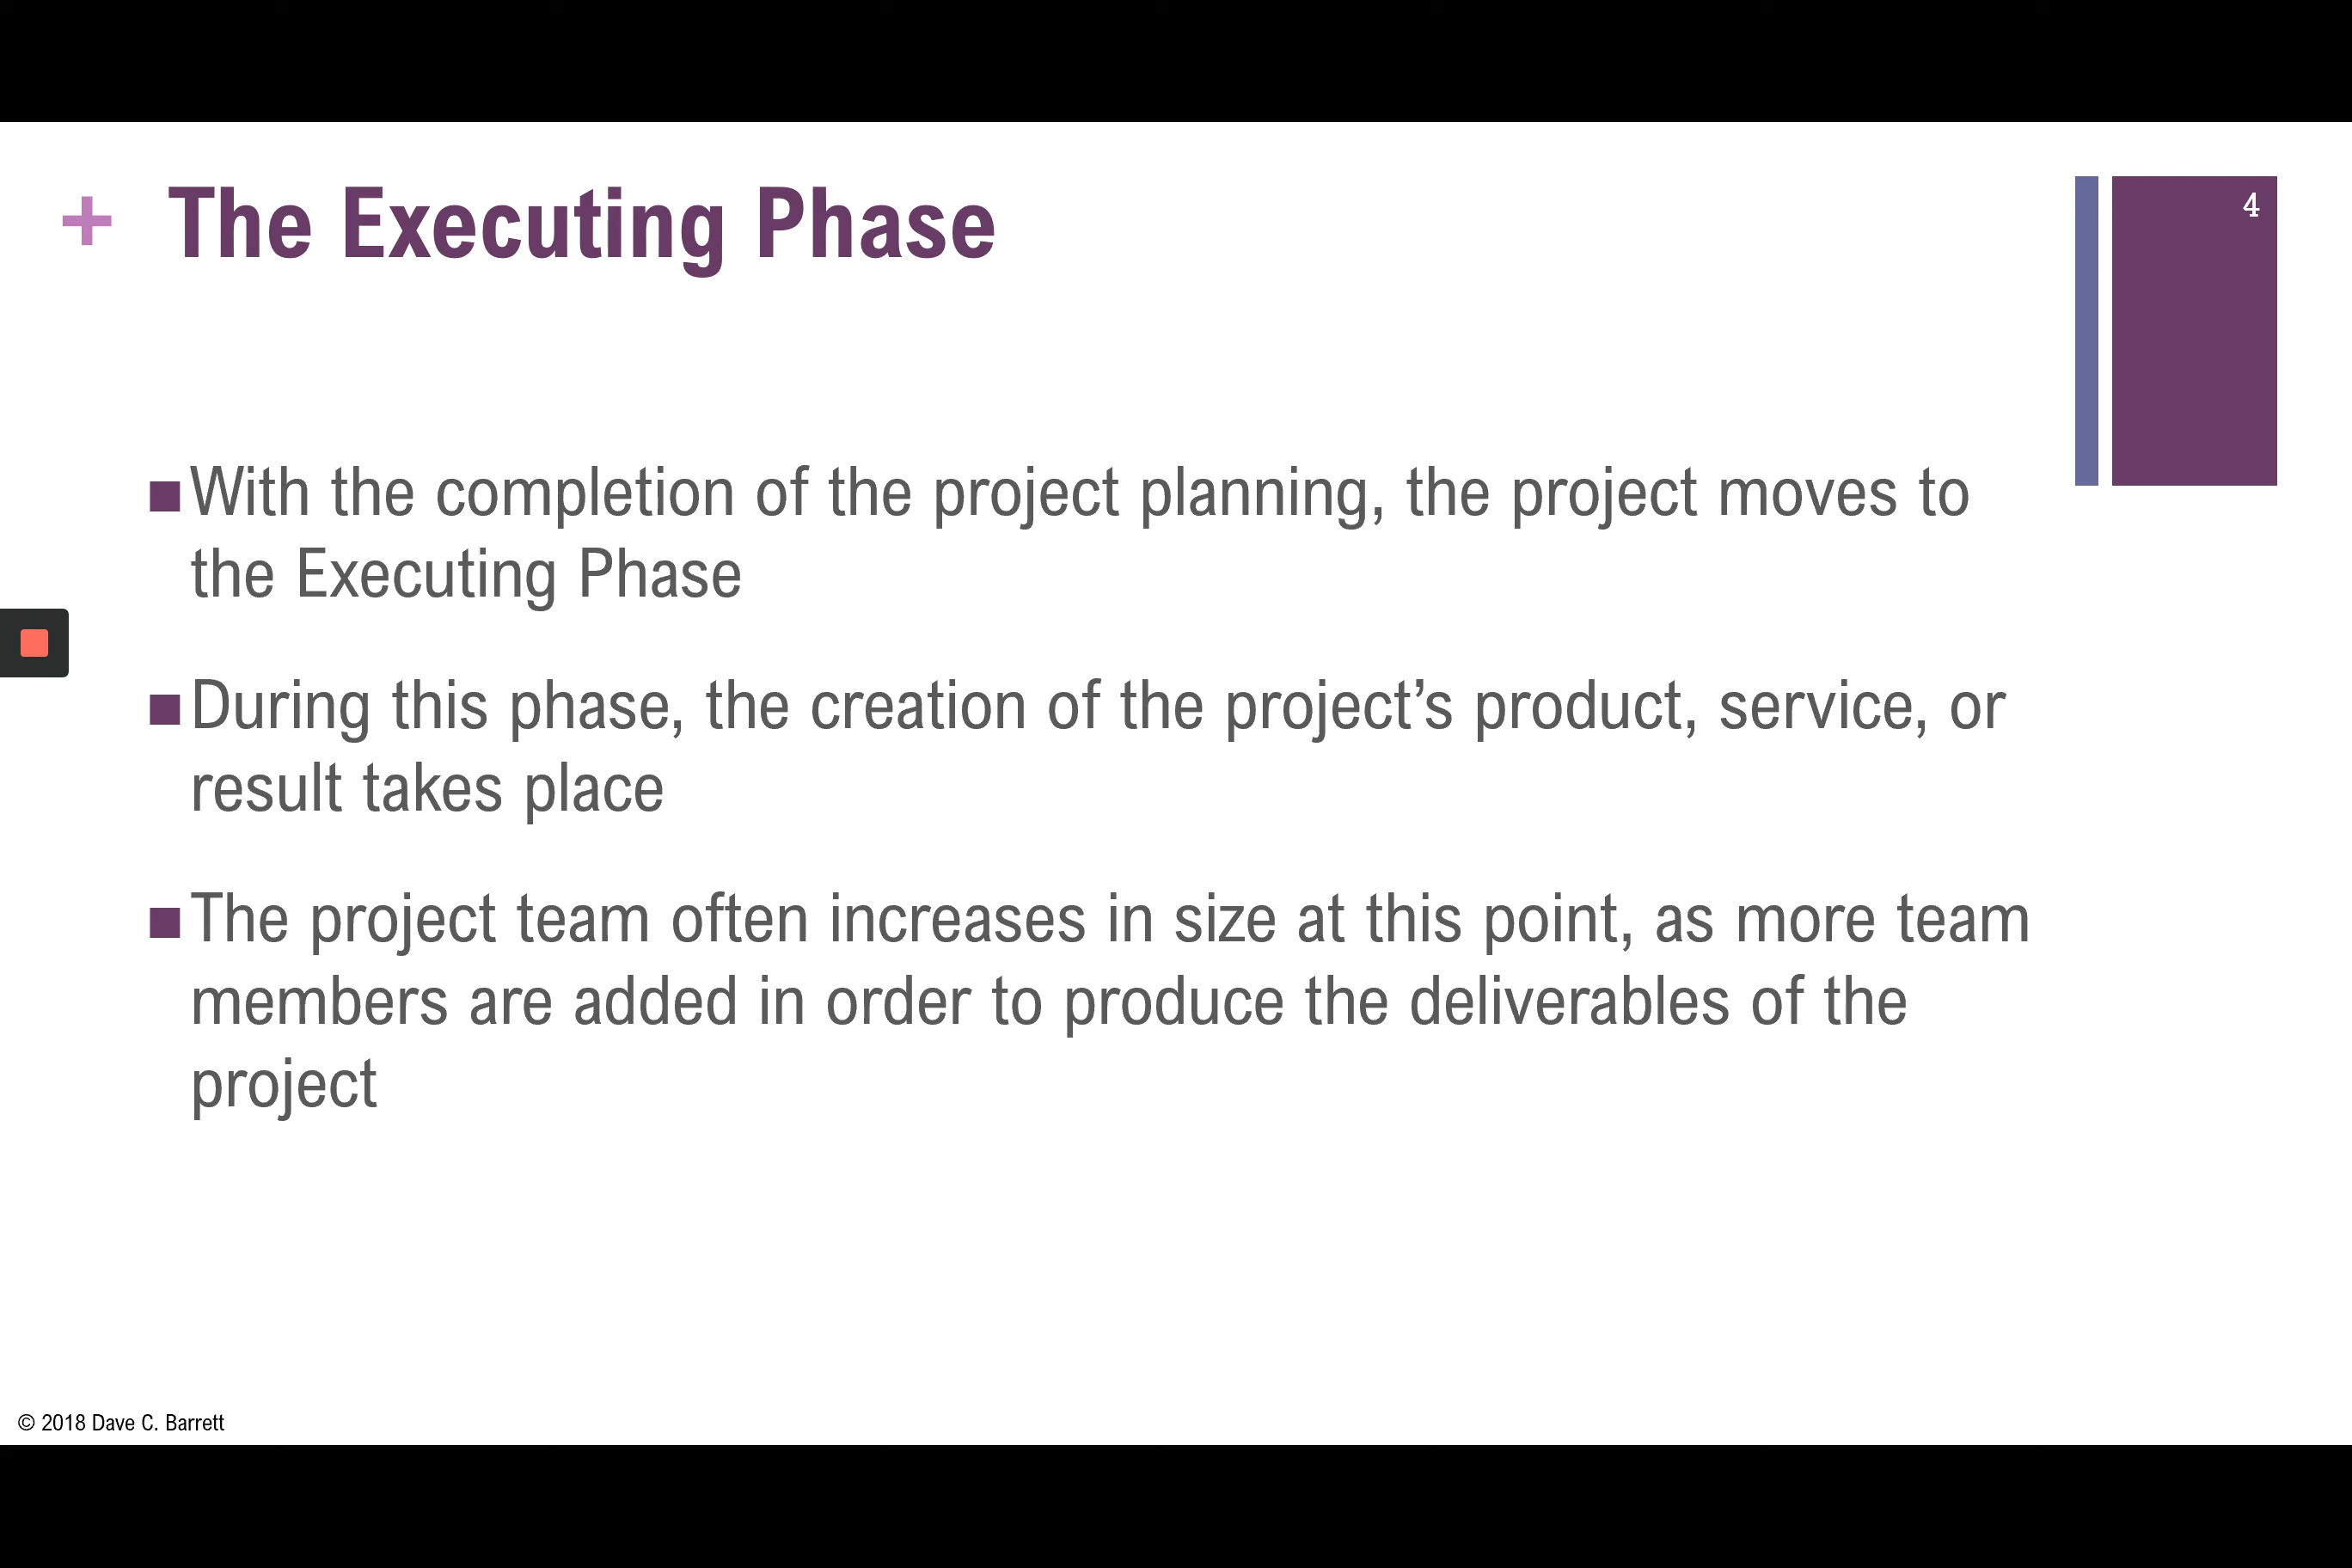 + The Executing Phase
4
■ With the completion of the project planning, the project moves to
the Executing Phase
■ During this phase, the creation of the project’s product, service, or
result takes place
■ The project team often increases in size at this point, as more team
members are added in order to produce the deliverables of the
project
© 2018 Dave C. Barrett